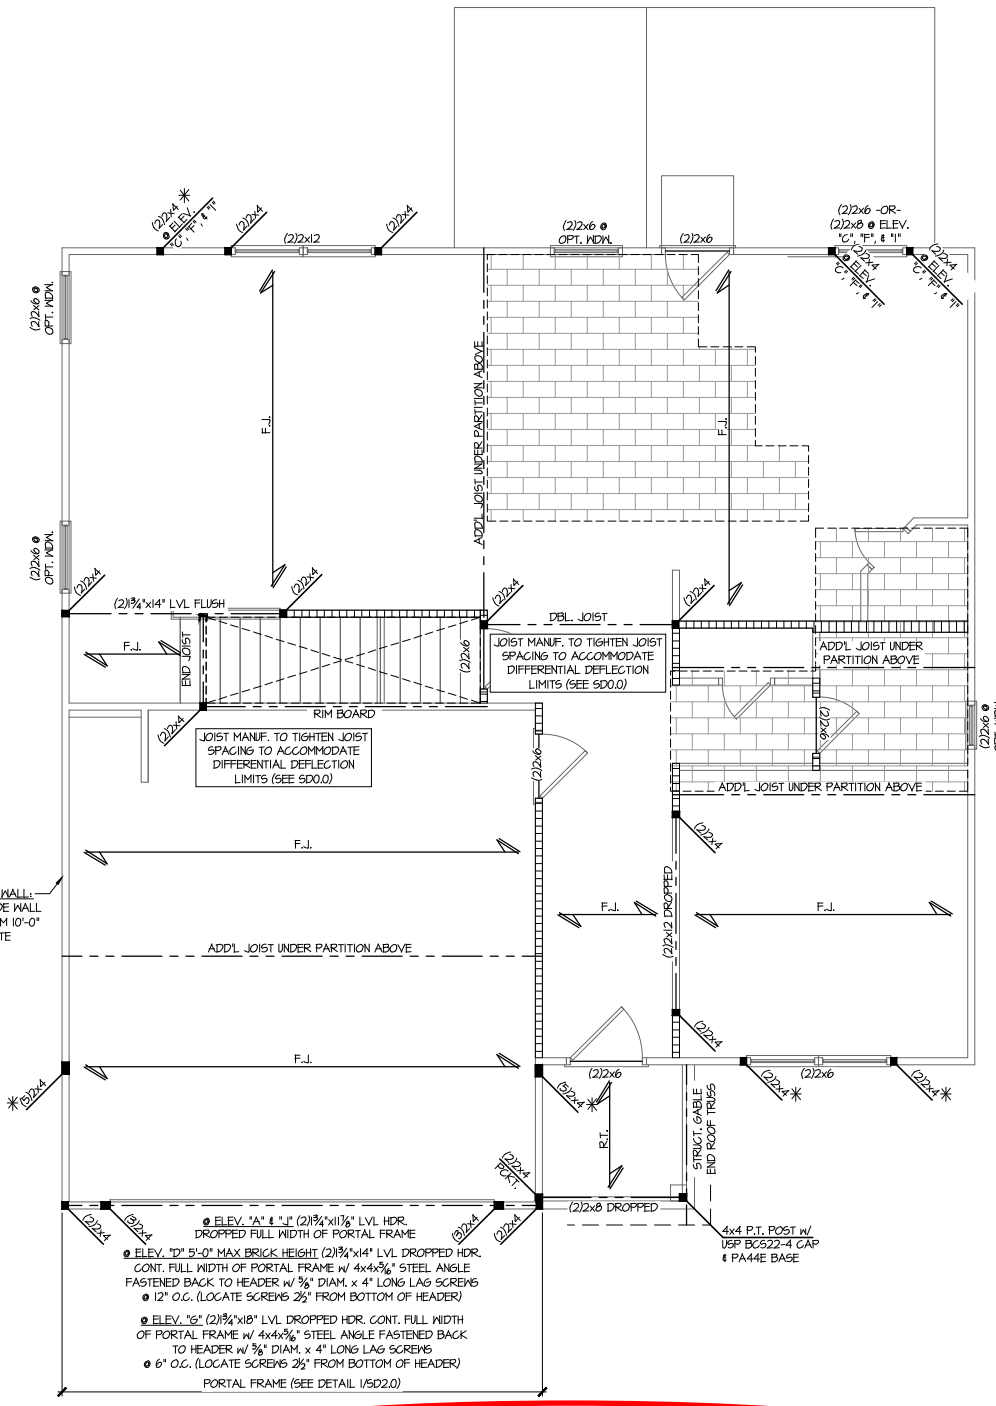 (2)2x4 ✳
@ ELEV.
"C", "F", & "I"
(2)2x4
(2)2x12
(2)2x4
(2)2x6 @
OPT. WDW.
(2)2x6
(2)2x6 -OR-
(2)2x8 @ ELEV.
"C", "F", & "I"
(2)2x4
@ ELEV.
"C", "F", & "I"
(2)2x4
@ ELEV.
"C", "F", & "I"
(2)2x6 @
OPT. WDW.
F.J.
ADD'L JOIST UNDER PARTITION ABOVE
F.J.
(2)2x6 @
OPT. WDW.
(2)2x4
(2)1¾"x14" LVL FLUSH
(2)2x4
(2)2x4
DBL. JOIST
(2)2x4
F.J.
END JOIST
(2)2x6
JOIST MANUF. TO TIGHTEN JOIST
SPACING TO ACCOMMODATE
DIFFERENTIAL DEFLECTION
LIMITS (SEE SD0.0)
ADD'L JOIST UNDER
PARTITION ABOVE
(2)2x4
RIM BOARD
(2)2x6
(2)2x6 @
JOIST MANUF. TO TIGHTEN JOIST
SPACING TO ACCOMMODATE
DIFFERENTIAL DEFLECTION
LIMITS (SEE SD0.0)
(2)2x6
ADD'L JOIST UNDER PARTITION ABOVE
(2)2x4
F.J.
WALL:
DE WALL
M 10'-0"
TE
(2)2x12 DROPPED
F.J.
F.J.
ADD'L JOIST UNDER PARTITION ABOVE
(2)2x4
F.J.
✳ (5)2x4
(2)2x6
(5)2x4 ✳
(2)2x6
(2)2x4 ✳
(2)2x4 ✳
R.T.
STRUCT. GABLE
END ROOF TRUSS
(2)2x4
PCKT.
(2)2x8 DROPPED
(2)2x4
(3)2x4
(3)2x4
(2)2x4
4x4 P.T. POST W/
USP BCS22-4 CAP
& PA44E BASE
@ ELEV. "A" & "J" (2)1¾"x11⅞" LVL HDR.
DROPPED FULL WIDTH OF PORTAL FRAME
@ ELEV. "D" 5'-0" MAX BRICK HEIGHT (2)1¾"x14" LVL DROPPED HDR.
CONT. FULL WIDTH OF PORTAL FRAME W/ 4x4x5/16" STEEL ANGLE
FASTENED BACK TO HEADER W/ ⅝" DIAM. x 4" LONG LAG SCREWS
@ 12" O.C. (LOCATE SCREWS 2½" FROM BOTTOM OF HEADER)
@ ELEV. "G" (2)1¾"x18" LVL DROPPED HDR. CONT. FULL WIDTH
OF PORTAL FRAME W/ 4x4x5/16" STEEL ANGLE FASTENED BACK
TO HEADER W/ ⅝" DIAM. x 4" LONG LAG SCREWS
@ 6" O.C. (LOCATE SCREWS 2½" FROM BOTTOM OF HEADER)
PORTAL FRAME (SEE DETAIL 1/SD2.0)